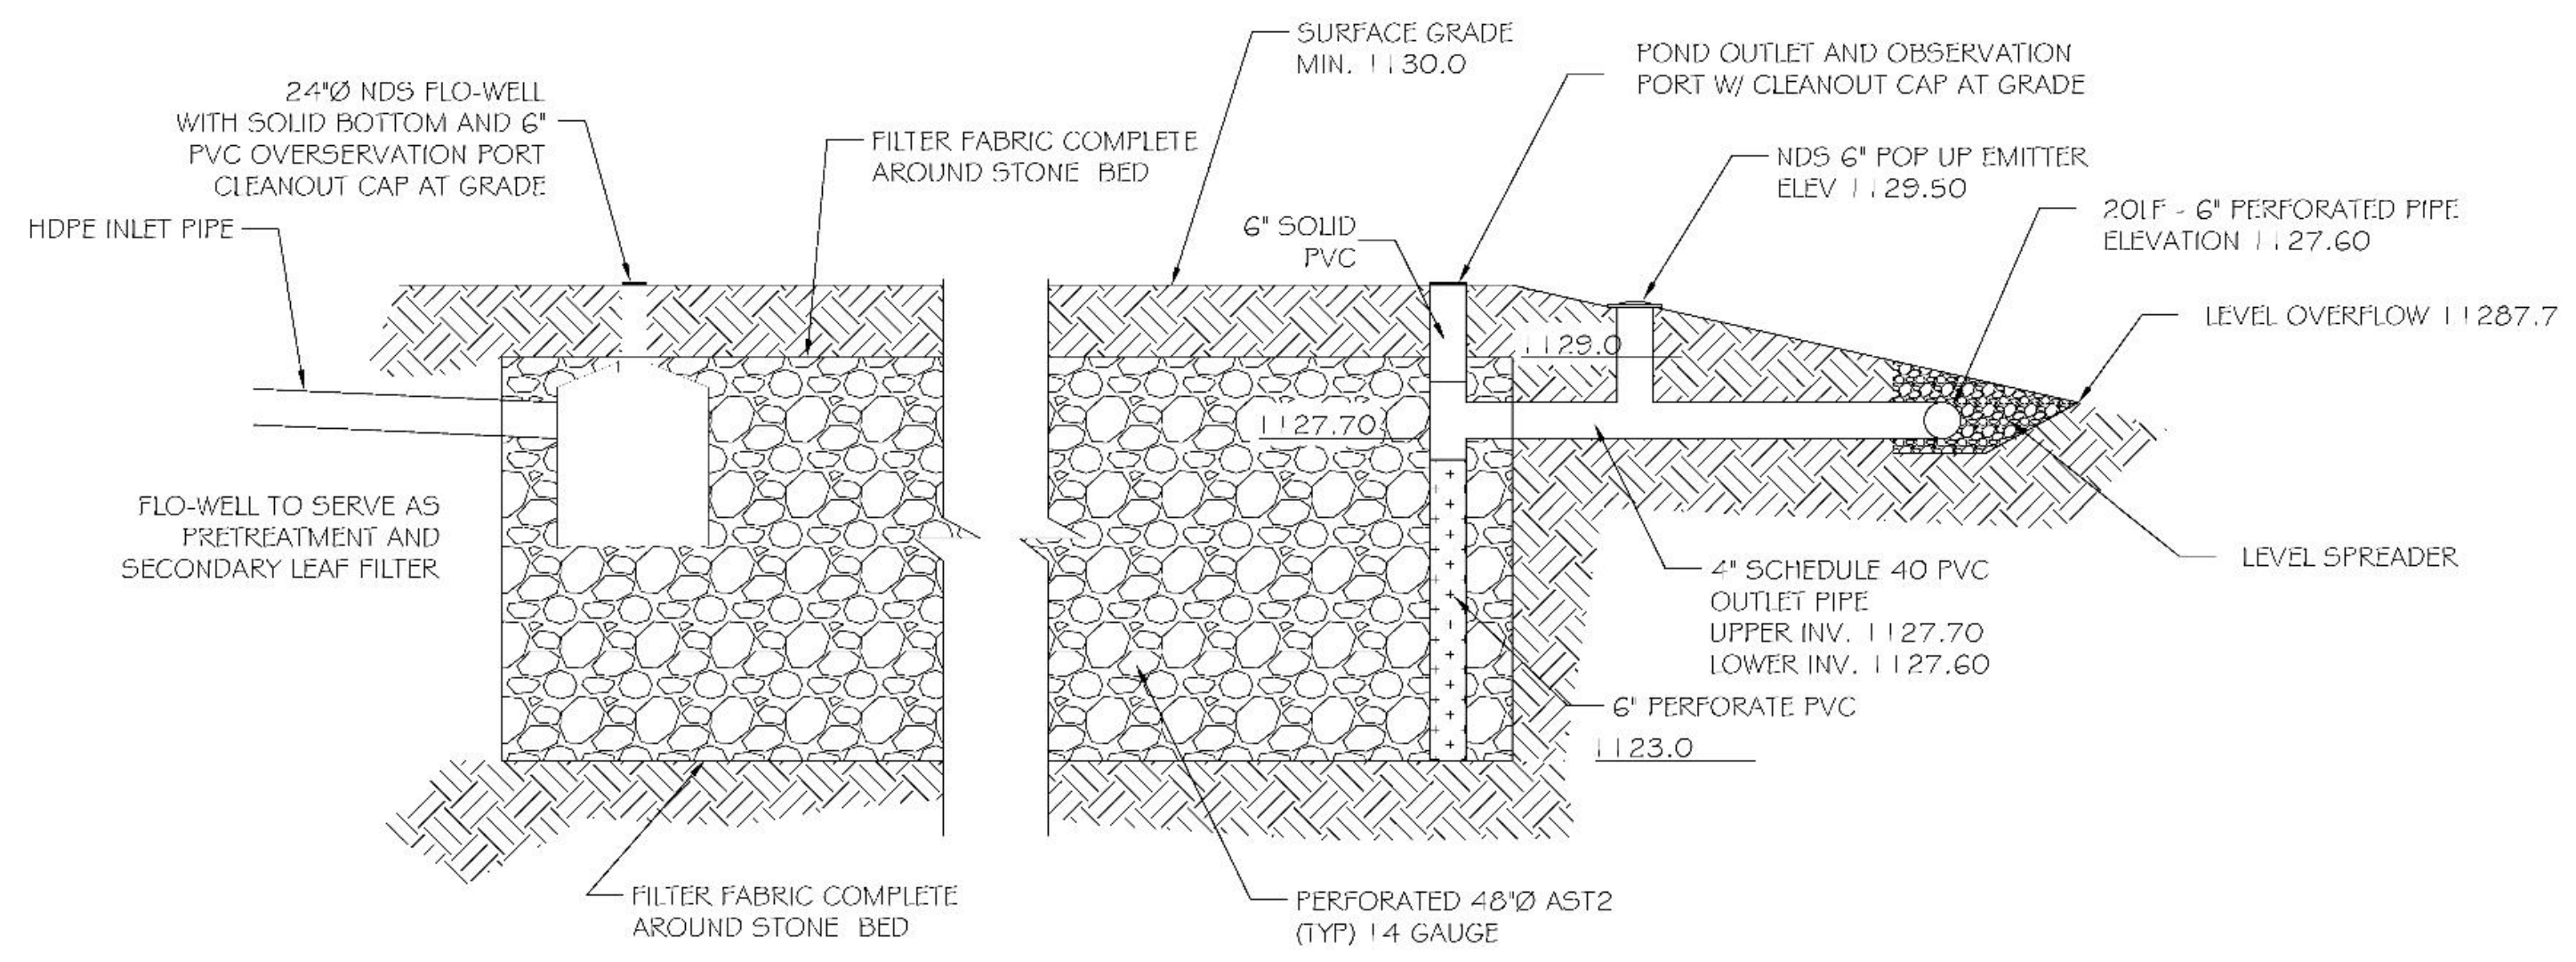 SURFACE GRADE
MIN. 1130.0
POND OUTLET AND OBSERVATION
PORT W/ CLEANOUT CAP AT GRADE
24"Ø NDS FLO-WELL
WITH SOLID BOTTOM AND 6"
PVC OVERSERVATION PORT
CLEANOUT CAP AT GRADE
FILTER FABRIC COMPLETE
AROUND STONE BED
NDS 6" POP UP EMITTER
ELEV 1129.50
HDPE INLET PIPE
6" SOLID
PVC
20LF - 6" PERFORATED PIPE
ELEVATION 1127.60
LEVEL OVERFLOW 11287.7
1129.0
1127.70
FLO-WELL TO SERVE AS
PRETREATMENT AND
SECONDARY LEAF FILTER
LEVEL SPREADER
4" SCHEDULE 40 PVC
OUTLET PIPE
UPPER INV. 1127.70
LOWER INV. 1127.60
6" PERFORATE PVC
1123.0
FILTER FABRIC COMPLETE
AROUND STONE BED
PERFORATED 48"Ø AST2
(TYP) 14 GAUGE